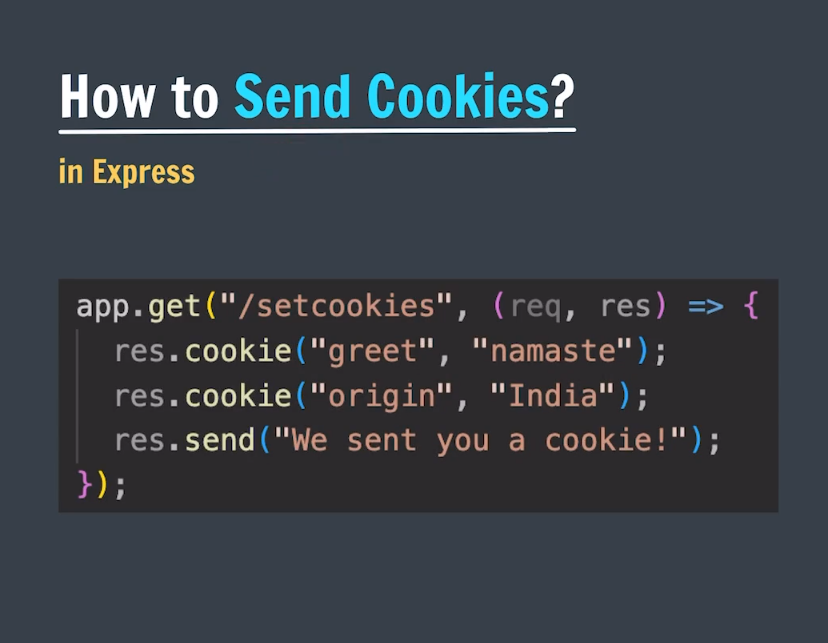 How to Send Cookies?
in Express
app.get("/setcookies", (req, res) => {
  res.cookie("greet", "namaste");
  res.cookie("origin", "India");
  res.send("We sent you a cookie!");
});